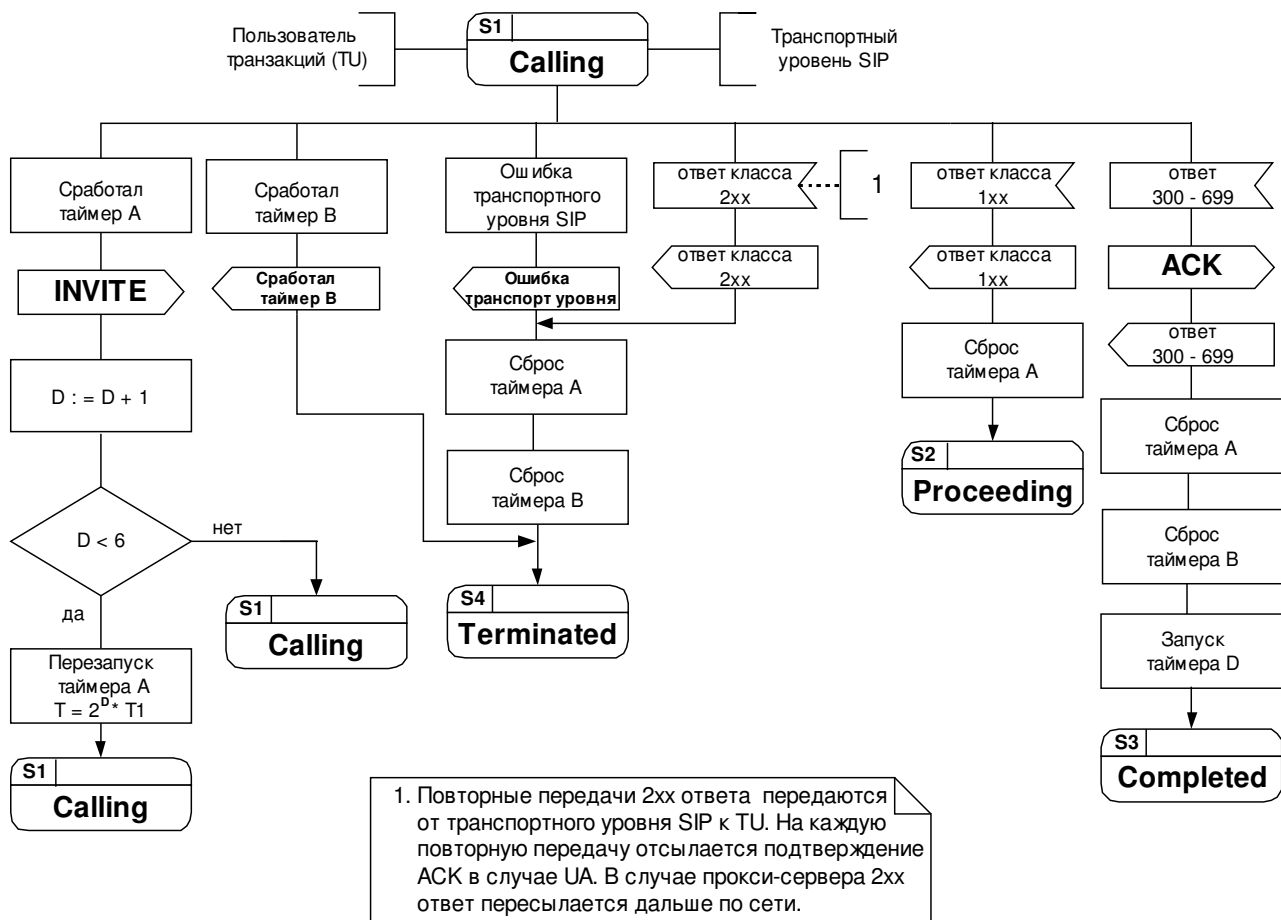 Пользователь
транзакций (TU)
S1
Calling
Транспортный
уровень SIP
Сработал
таймер A
INVITE
D : = D + 1
D < 6
нет
да
S1
Calling
Перезапуск
таймера A
T = 2^D* T1
S1
Calling
Сработал
таймер B
Сработал
таймер B
Ошибка
транспортного
уровня SIP
Ошибка
транспорт уровня
Сброс
таймера A
Сброс
таймера B
S4
Terminated
ответ класса
2xx
1
ответ класса
2xx
ответ класса
1xx
ответ класса
1xx
Сброс
таймера A
S2
Proceeding
ответ
300 - 699
ACK
ответ
300 - 699
Сброс
таймера A
Сброс
таймера B
Запуск
таймера D
S3
Completed
1. Повторные передачи 2xx ответа передаются
от транспортного уровня SIP к TU. На каждую
повторную передачу отсылается подтверждение
ACK в случае UA. В случае прокси-сервера 2xx
ответ пересылается дальше по сети.